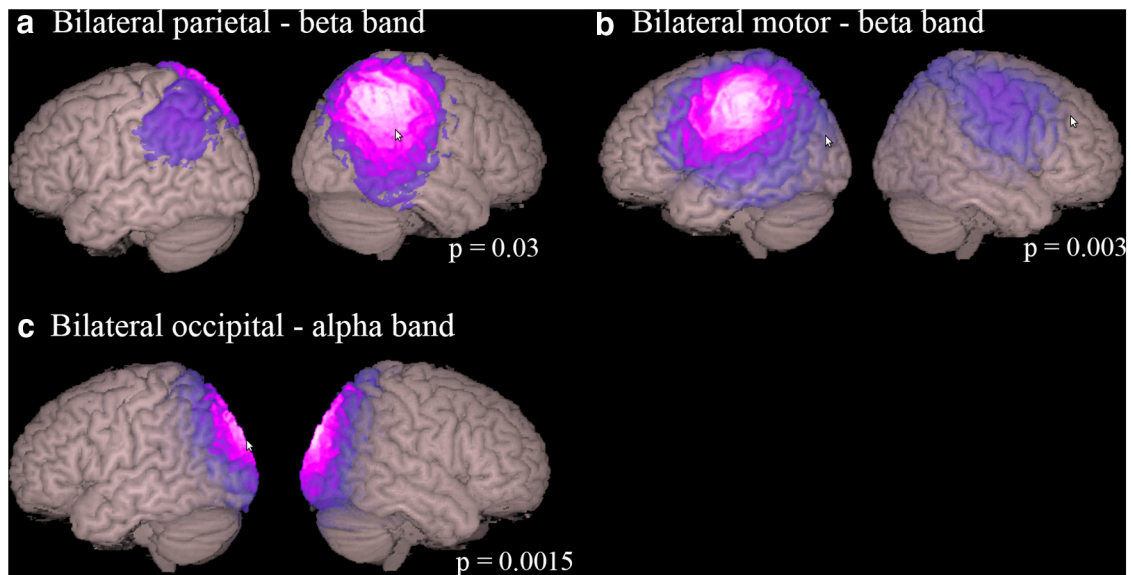 a Bilateral parietal - beta band
p = 0.03
b Bilateral motor - beta band
p = 0.003
c Bilateral occipital - alpha band
p = 0.0015